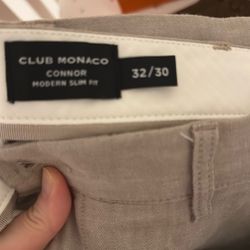 CLUB MONACO
CONNOR
MODERN SLIM FIT
32/30